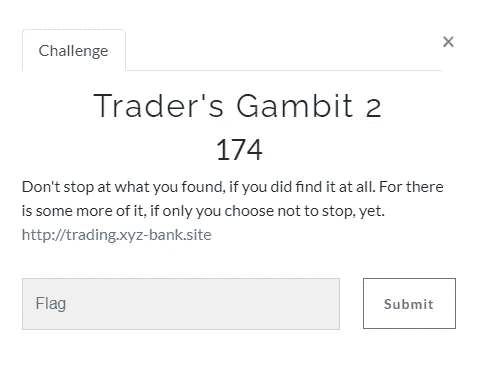 Challenge
×
Trader's Gambit 2
174
Don't stop at what you found, if you did find it at all. For there
is some more of it, if only you choose not to stop, yet.
http://trading.xyz-bank.site
Flag
Submit